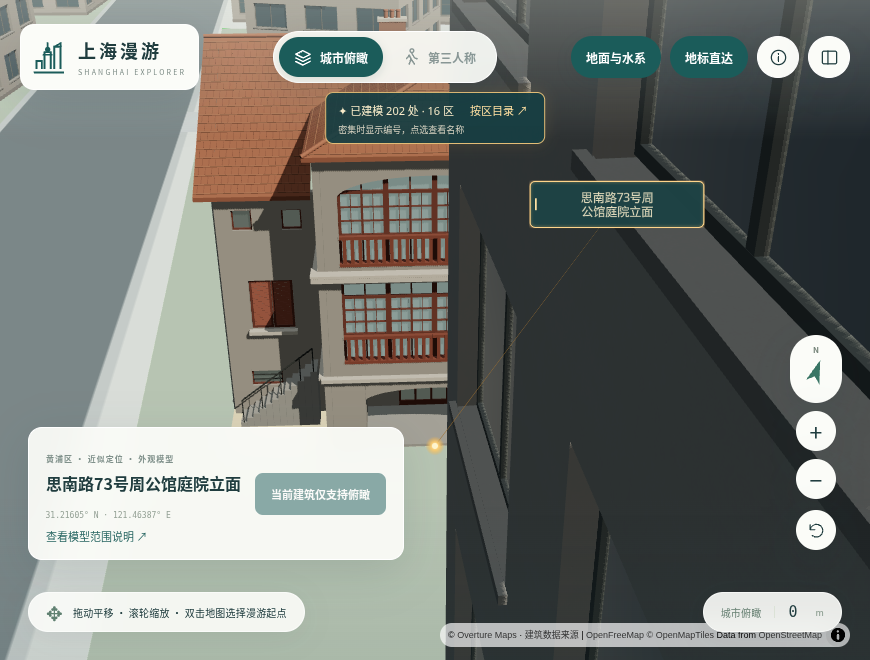 上海漫游
SHANGHAI EXPLORER
城市俯瞰
第三人称
地面与水系
地标直达
✦ 已建模 202 处 · 16 区 按区目录 ↗
密集时显示编号，点选查看名称
思南路73号周
公馆庭院立面
N
黄浦区 · 近似定位 · 外观模型
思南路73号周公馆庭院立面
当前建筑仅支持俯瞰
31.21605° N · 121.46387° E
查看模型范围说明 ↗
拖动平移 · 滚轮缩放 · 双击地图选择漫游起点
城市俯瞰 0 m
© Overture Maps · 建筑数据来源 | OpenFreeMap © OpenMapTiles Data from OpenStreetMap